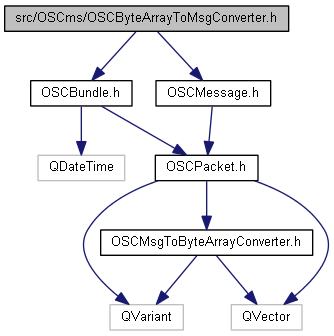 src/OSCms/OSCByteArrayToMsgConverter.h
OSCBundle.h
OSCMessage.h
QDateTime
OSCPacket.h
OSCMsgToByteArrayConverter.h
QVariant
QVector